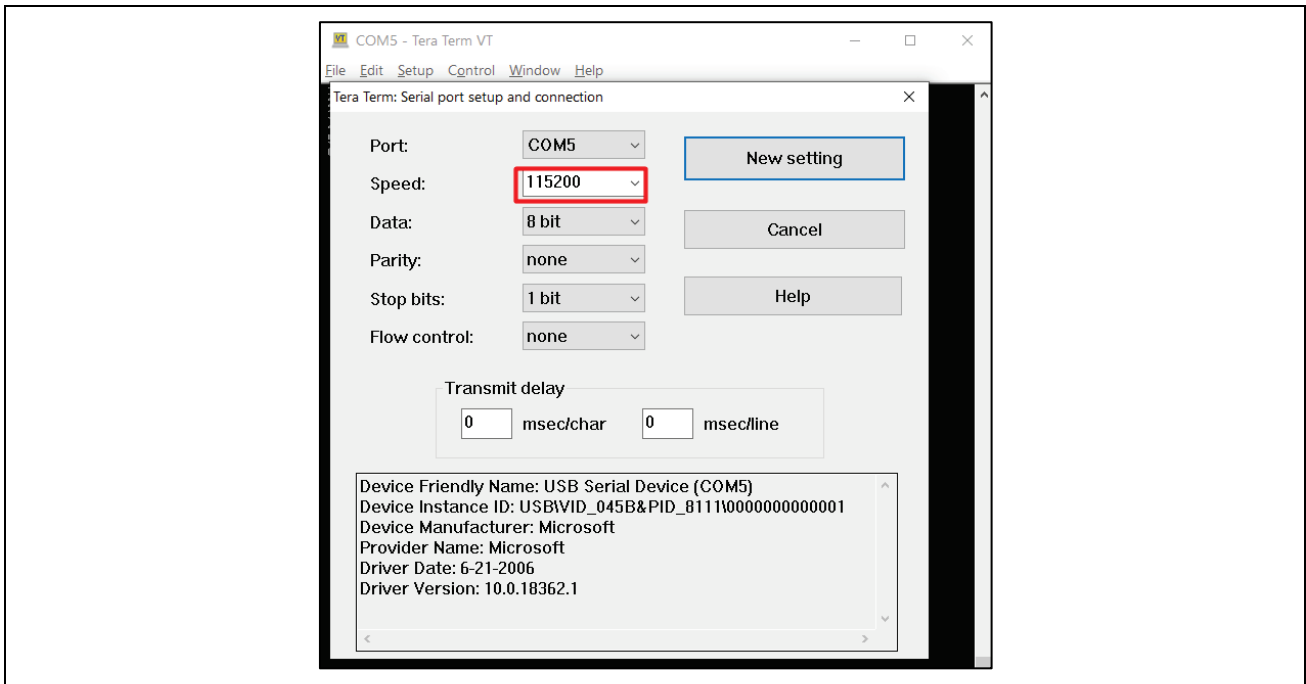 COM5 - Tera Term VT
File Edit Setup Control Window Help
Tera Term: Serial port setup and connection
Port: COM5
New setting
Speed: 115200
Data: 8 bit
Cancel
Parity: none
Stop bits: 1 bit
Help
Flow control: none
Transmit delay
0 msec/char 0 msec/line
Device Friendly Name: USB Serial Device (COM5)
Device Instance ID: USB\VID_045B&PID_8111\0000000000001
Device Manufacturer: Microsoft
Provider Name: Microsoft
Driver Date: 6-21-2006
Driver Version: 10.0.18362.1